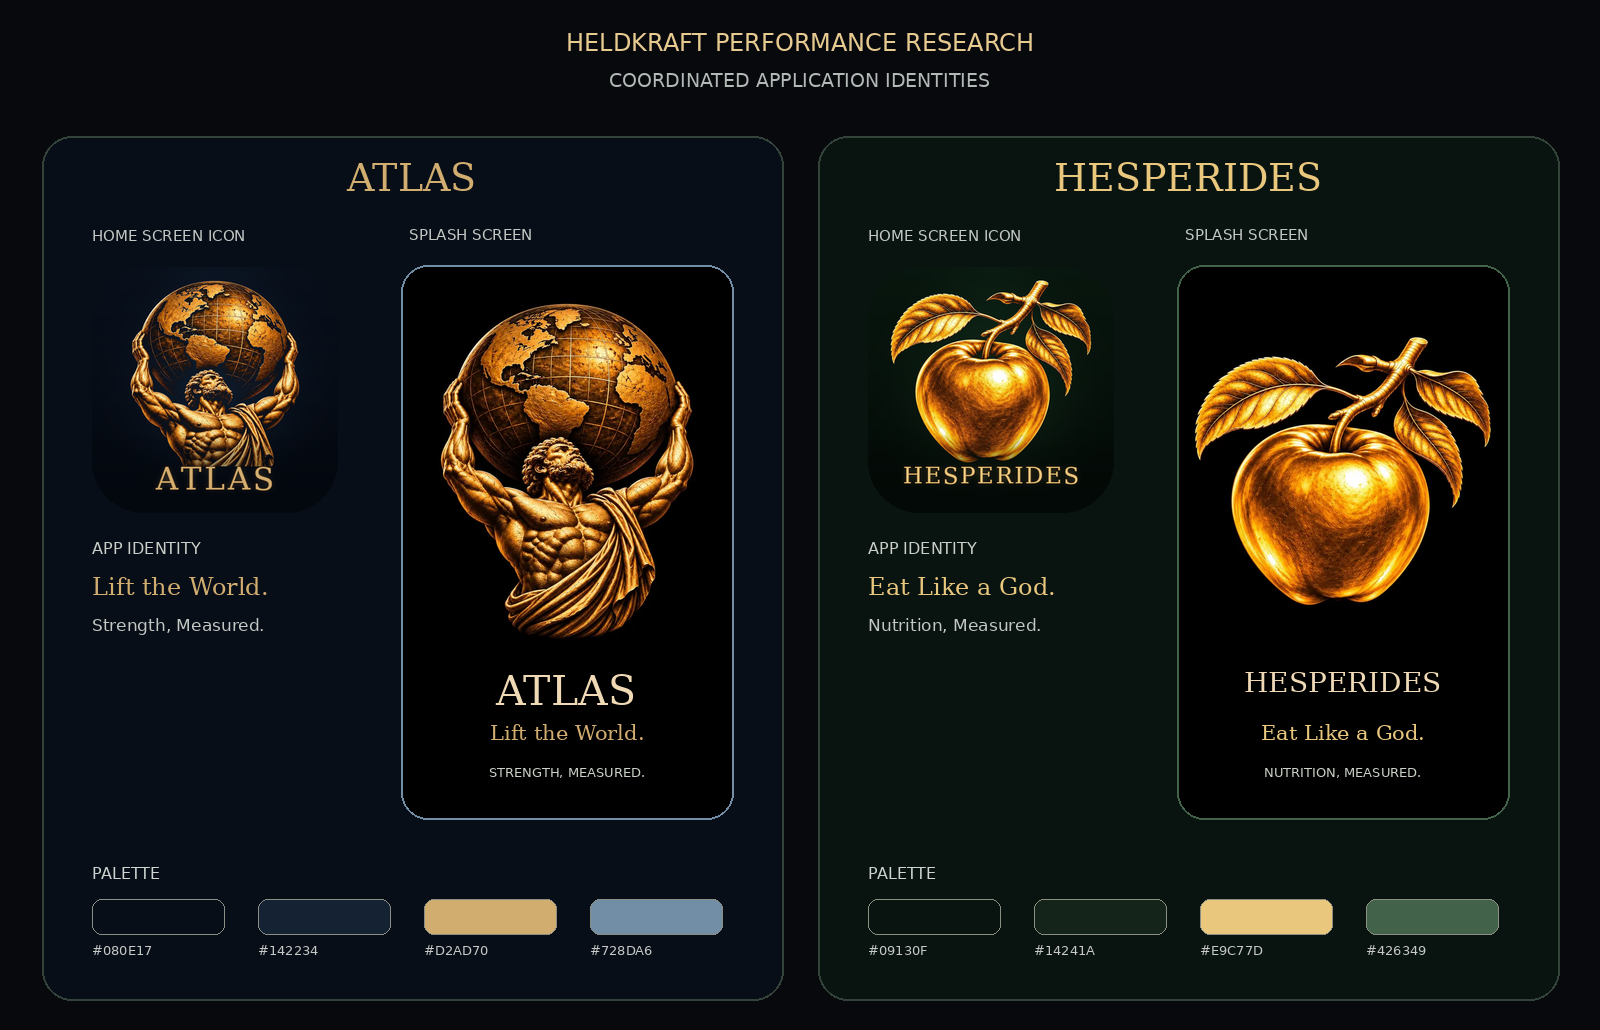 HELDKRAFT PERFORMANCE RESEARCH
COORDINATED APPLICATION IDENTITIES
ATLAS
HOME SCREEN ICON
SPLASH SCREEN
ATLAS
APP IDENTITY
Lift the World.
Strength, Measured.
ATLAS
Lift the World.
STRENGTH, MEASURED.
PALETTE
#080E17
#142234
#D2AD70
#728DA6
HESPERIDES
HOME SCREEN ICON
SPLASH SCREEN
HESPERIDES
APP IDENTITY
Eat Like a God.
Nutrition, Measured.
HESPERIDES
Eat Like a God.
NUTRITION, MEASURED.
PALETTE
#09130F
#14241A
#E9C77D
#426349